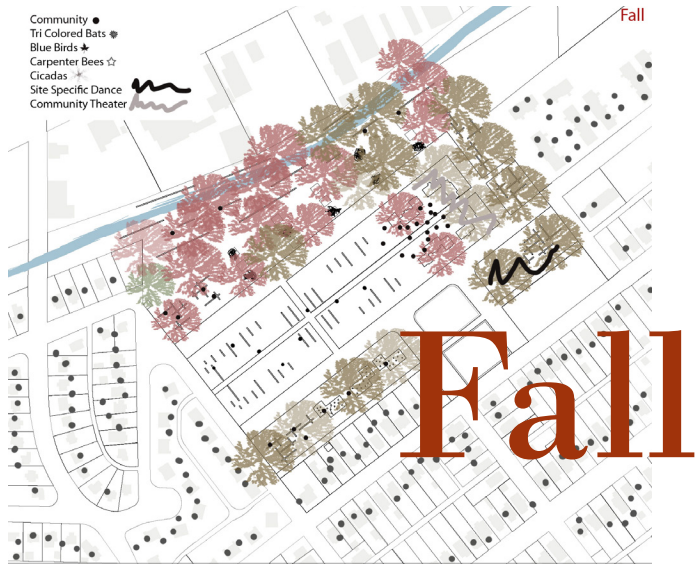 Community
Tri Colored Bats
Blue Birds
Carpenter Bees
Cicadas
Site Specific Dance
Community Theater
Fall
Fall